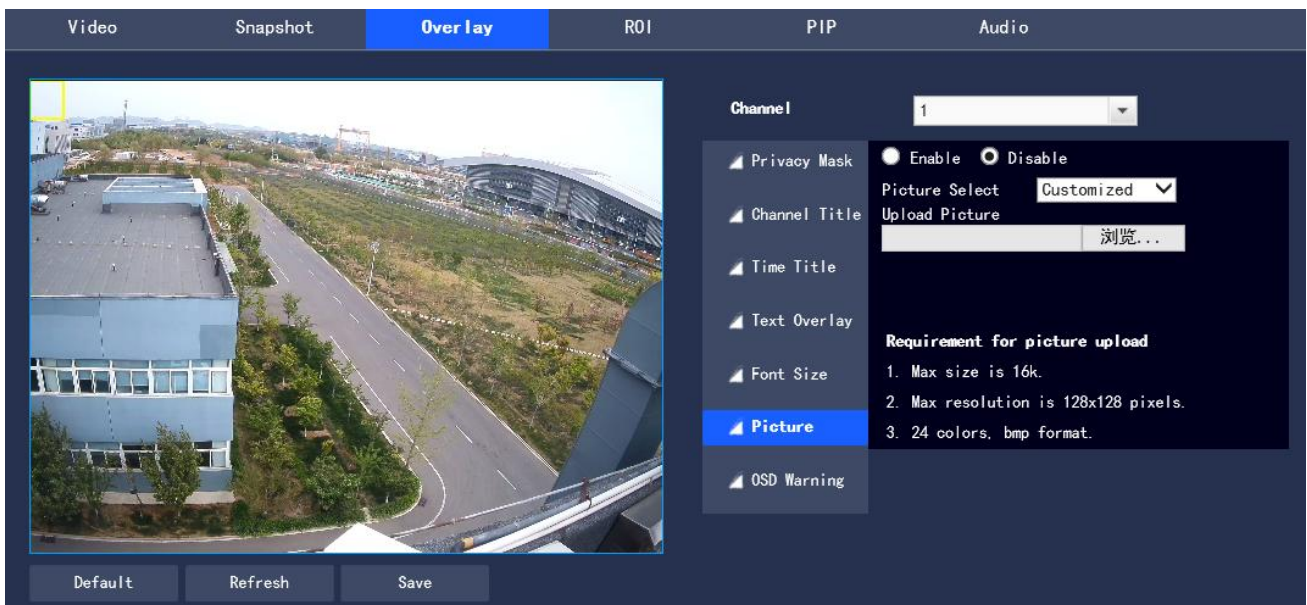 Video Snapshot Overlay ROI PIP Audio
Channel 1
Privacy Mask
Channel Title
Time Title
Text Overlay
Font Size
Picture
OSD Warning
Enable Disable
Picture Select Customized
Upload Picture
浏览...
Requirement for picture upload
1. Max size is 16k.
2. Max resolution is 128x128 pixels.
3. 24 colors, bmp format.
Default Refresh Save